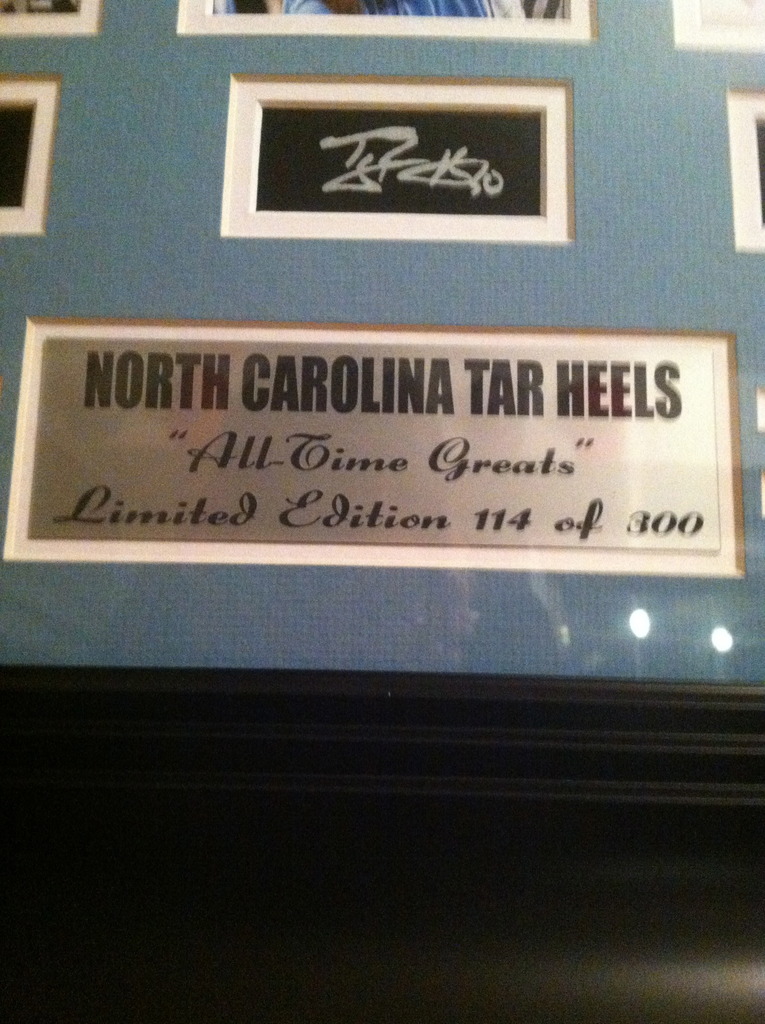 NORTH CAROLINA TAR HEELS
"All-Time Greats"
Limited Edition 114 of 300